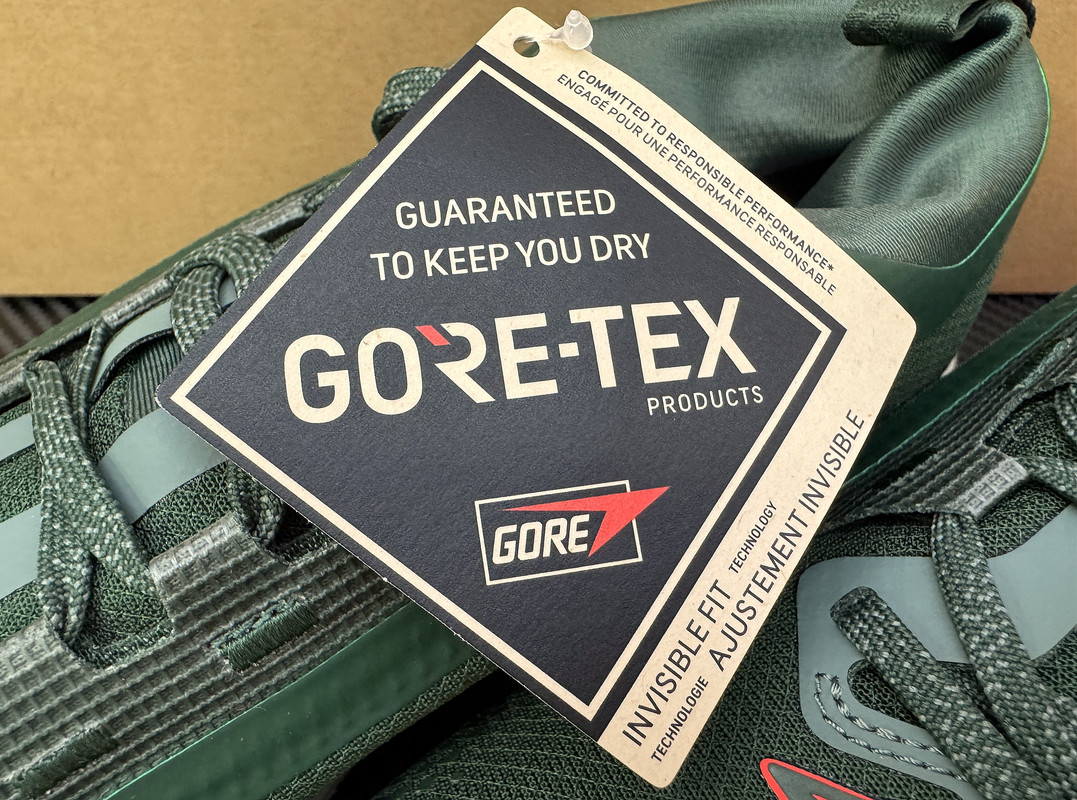 COMMITTED TO RESPONSIBLE PERFORMANCE*
ENGAGÉ POUR UNE PERFORMANCE RESPONSABLE
GUARANTEED
TO KEEP YOU DRY
GORE-TEX
PRODUCTS
GORE
INVISIBLE FIT TECHNOLOGY
TECHNOLOGIE AJUSTEMENT INVISIBLE